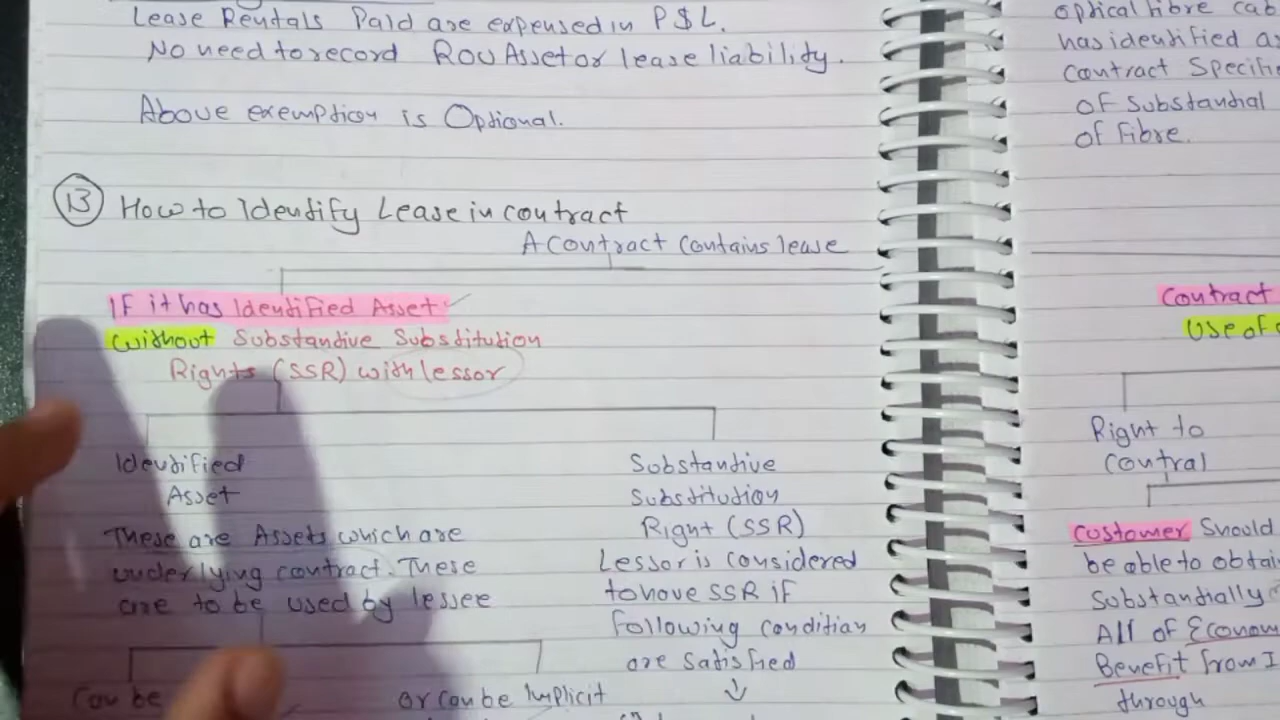 Lease Rentals Paid are expensed in P$L.
No need to record ROU Asset or lease liability.
Above exemption is Optional.
13 How to Identify Lease in contract
A contract contains lease
IF it has Identified Asset
without Substantive Substitution
Rights (SSR) with lessor
Identified
Asset
These are Assets which are
underlying contract. These
are to be used by lessee
Can be
or can be Implicit
Substantive
Substitution
Right (SSR)
Lessor is considered
to have SSR if
following condition
are satisfied
optical fibre cab
has identified as
contract Specifi
of Substantial
of Fibre.
Contract
Use of
Right to
Control
Customer Should
be able to obtai
Substantially
All of Econom
Benefit from I
through